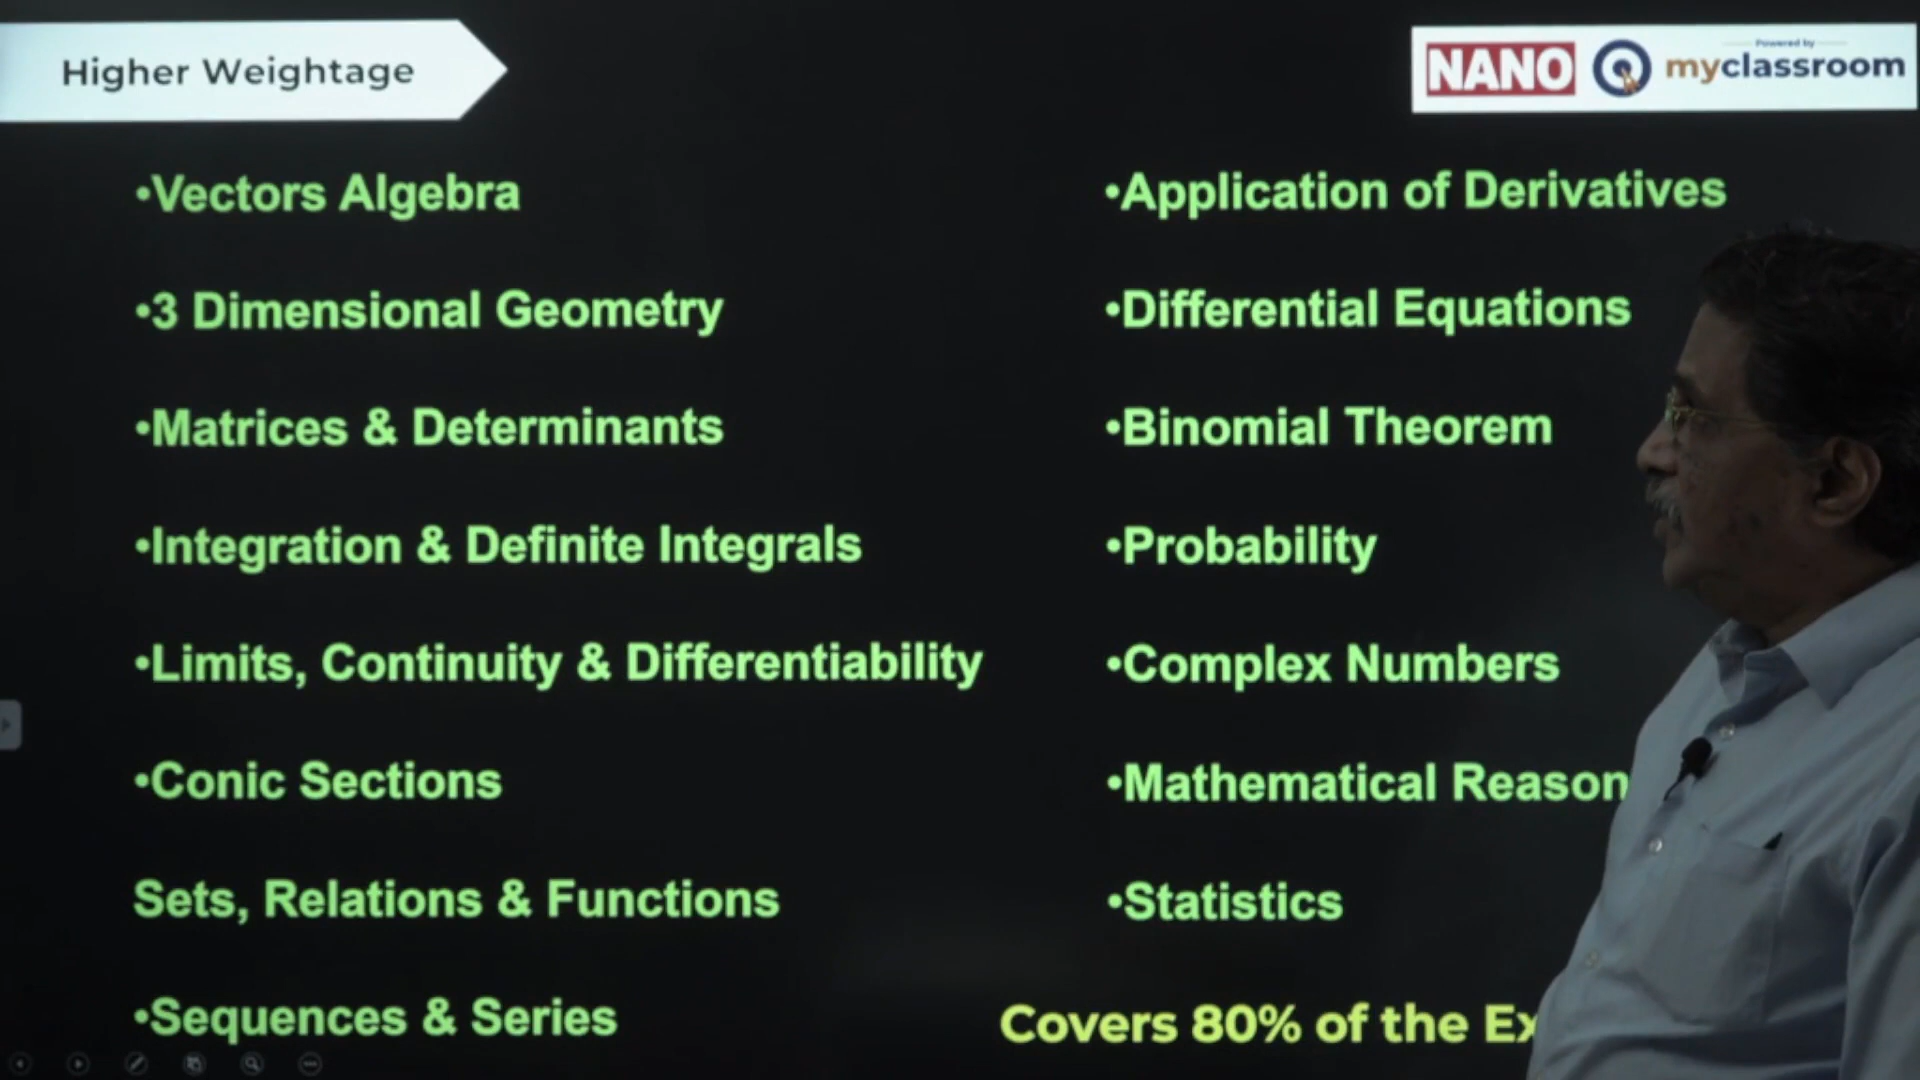 Higher Weightage
NANO
Powered by
myclassroom
•Vectors Algebra
•3 Dimensional Geometry
•Matrices & Determinants
•Integration & Definite Integrals
•Limits, Continuity & Differentiability
•Conic Sections
Sets, Relations & Functions
•Sequences & Series
•Application of Derivatives
•Differential Equations
•Binomial Theorem
•Probability
•Complex Numbers
•Mathematical Reason
•Statistics
Covers 80% of the Ex